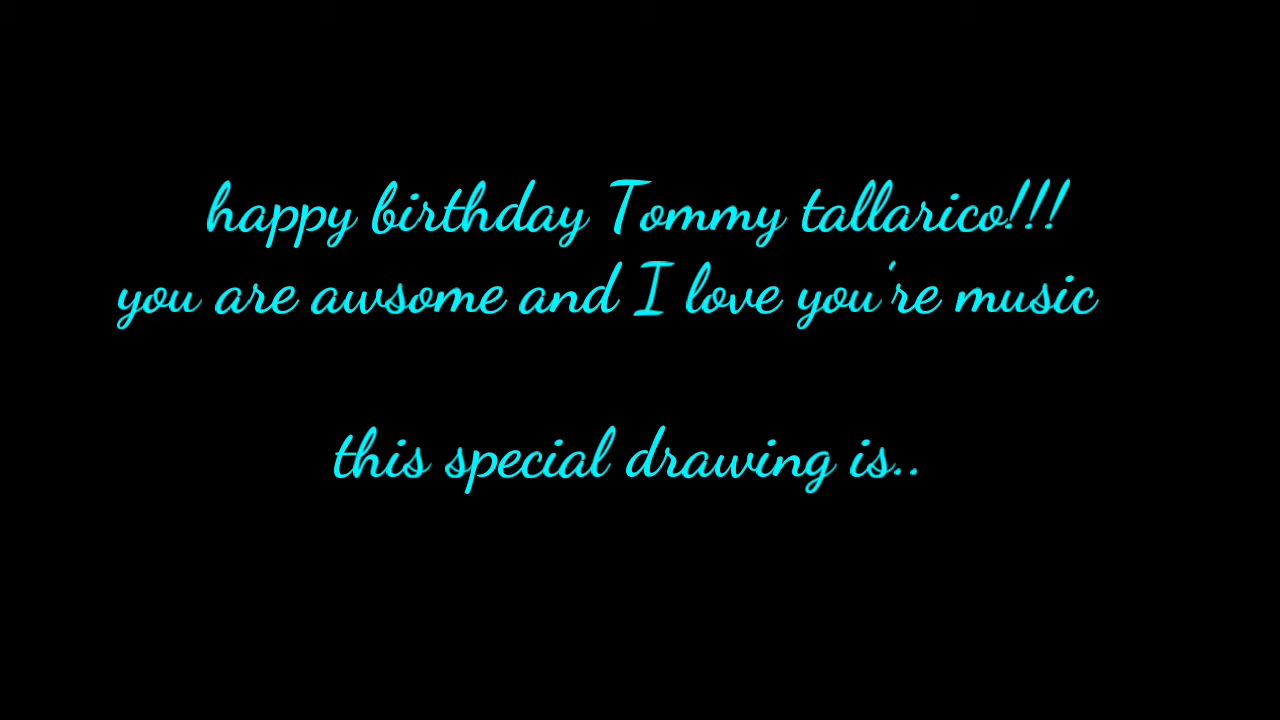 happy birthday Tommy tallarico!!!
you are awsome and I love you're music
this special drawing is..